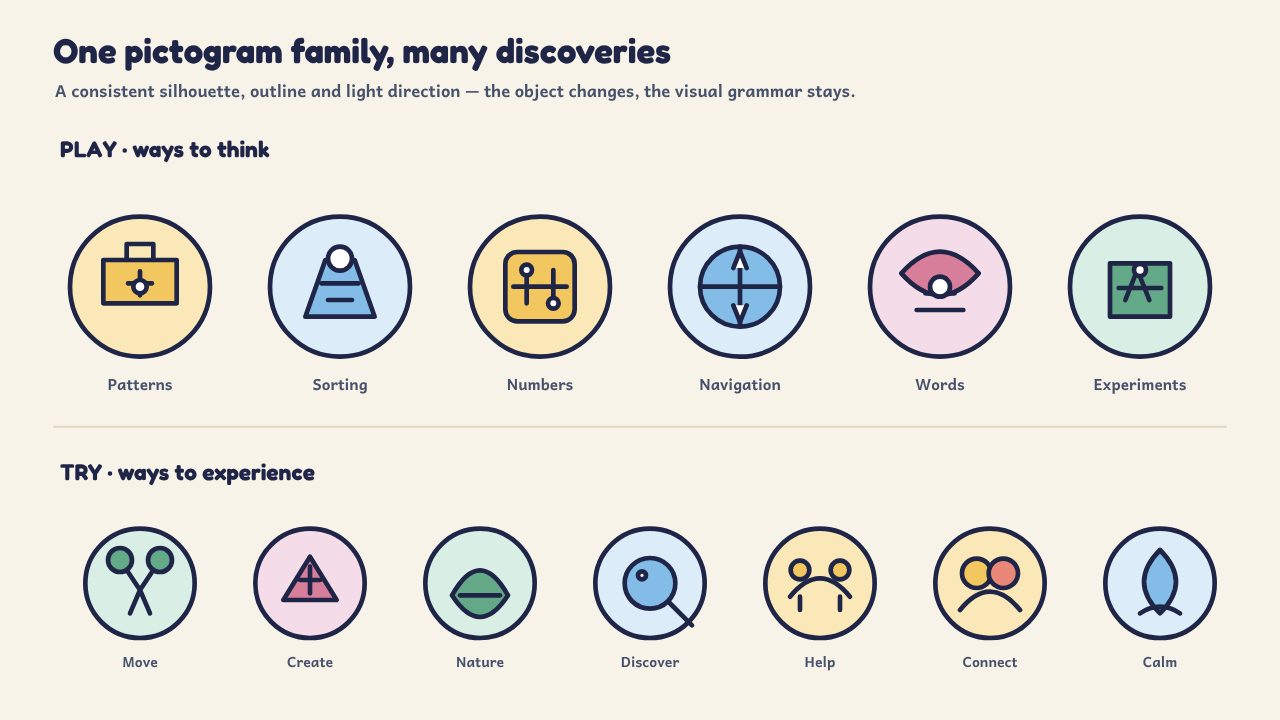 One pictogram family, many discoveries
A consistent silhouette, outline and light direction — the object changes, the visual grammar stays.
PLAY · ways to think
Patterns
Sorting
Numbers
Navigation
Words
Experiments
TRY · ways to experience
Move
Create
Nature
Discover
Help
Connect
Calm